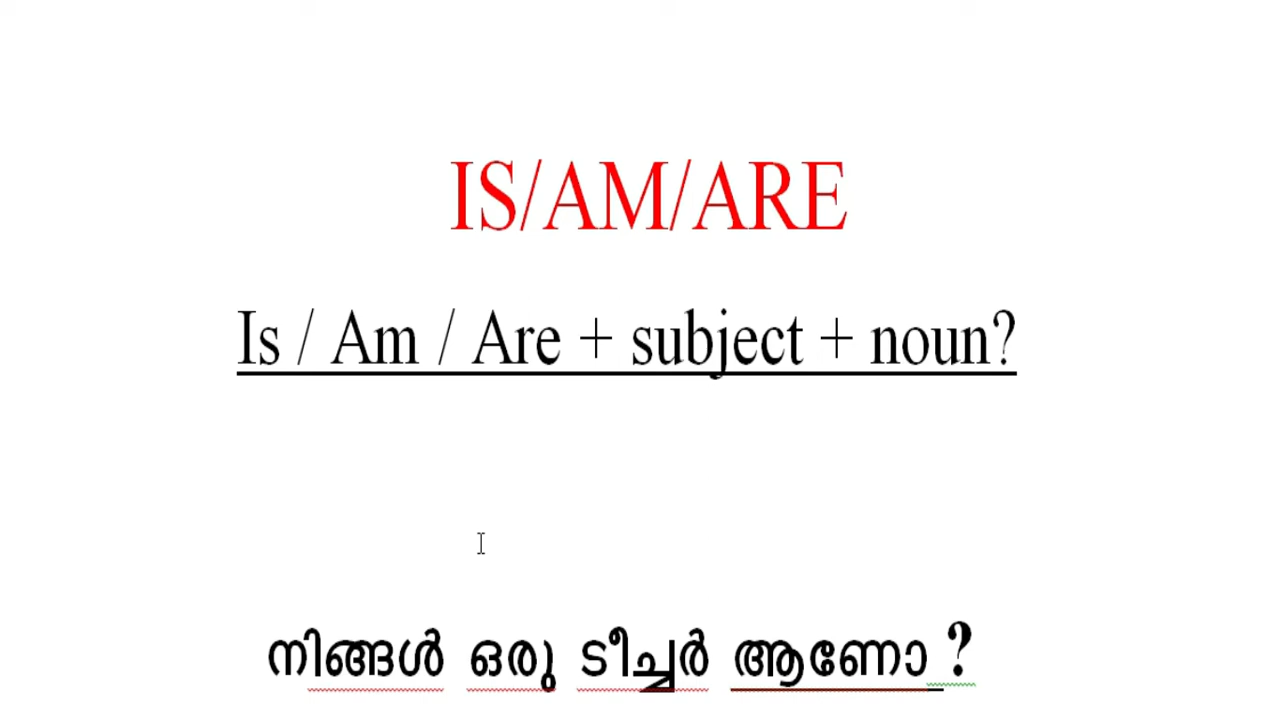 IS/AM/ARE
Is / Am / Are + subject + noun?
നിങ്ങൾ ഒരു ടീച്ചർ ആണോ ?